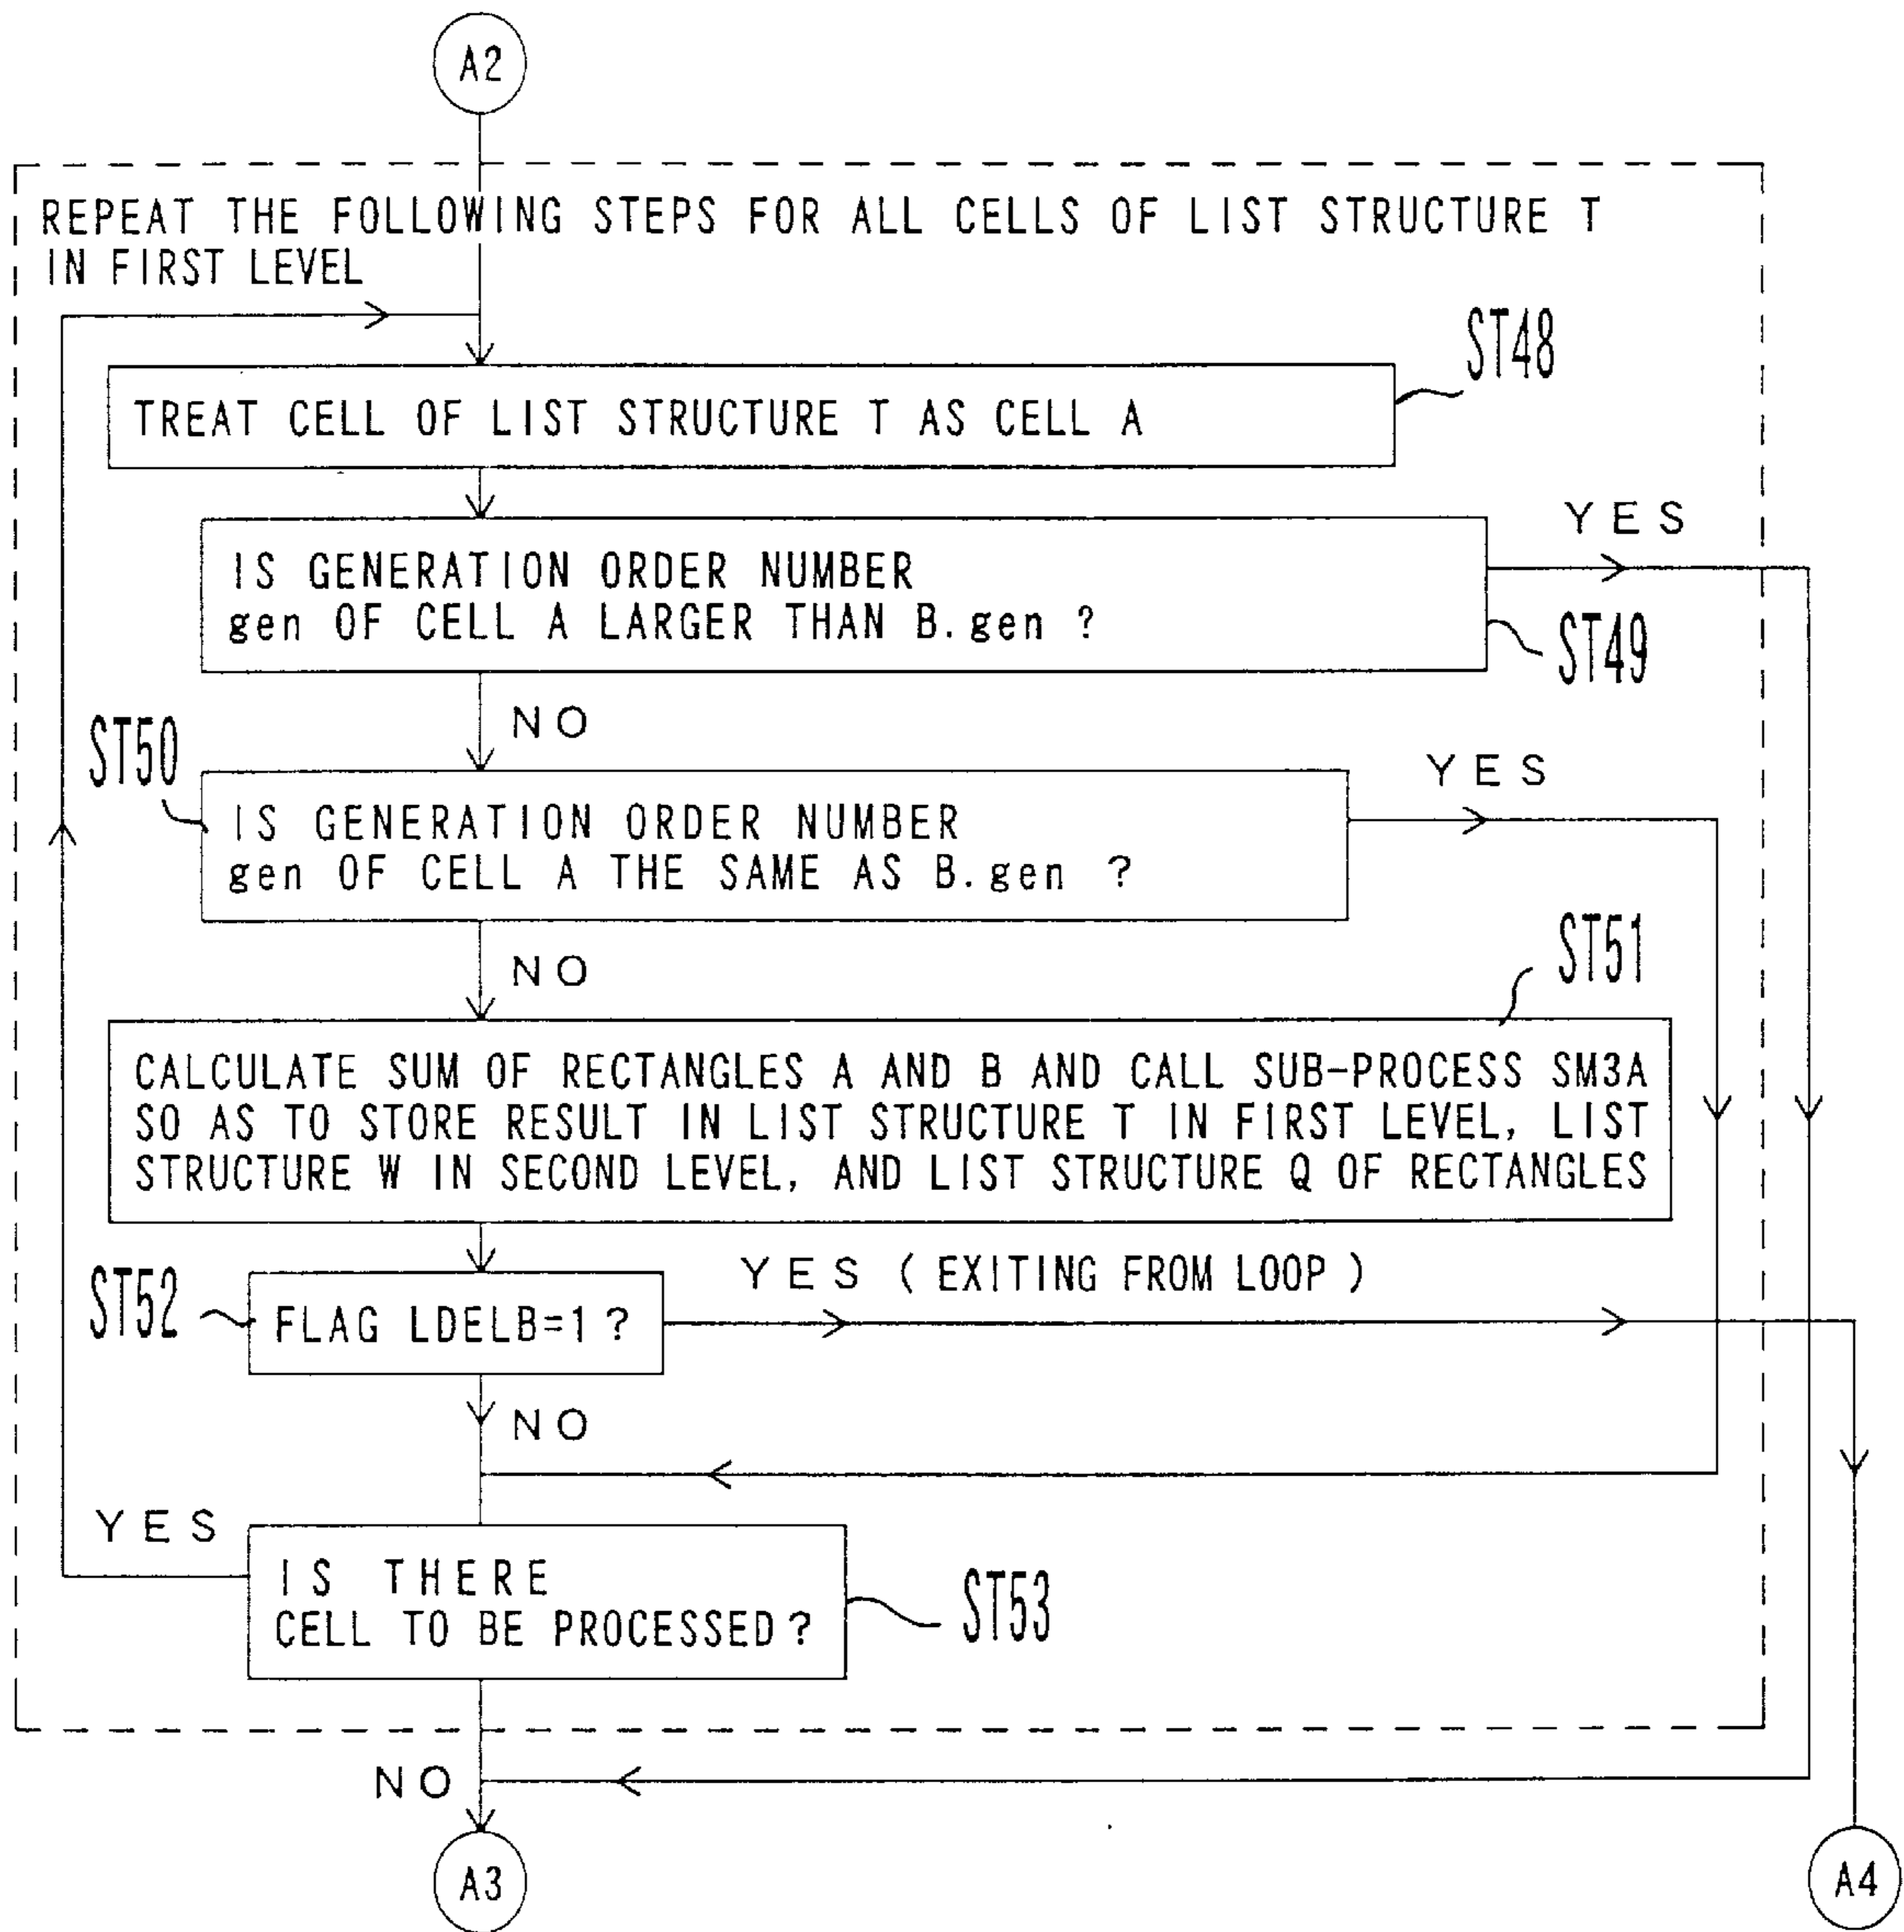 A2
REPEAT THE FOLLOWING STEPS FOR ALL CELLS OF LIST STRUCTURE T
IN FIRST LEVEL
ST48
TREAT CELL OF LIST STRUCTURE T AS CELL A
YES
IS GENERATION ORDER NUMBER
gen OF CELL A LARGER THAN B.gen ?
ST49
NO
ST50
YES
IS GENERATION ORDER NUMBER
gen OF CELL A THE SAME AS B.gen ?
ST51
NO
CALCULATE SUM OF RECTANGLES A AND B AND CALL SUB-PROCESS SM3A
SO AS TO STORE RESULT IN LIST STRUCTURE T IN FIRST LEVEL, LIST
STRUCTURE W IN SECOND LEVEL, AND LIST STRUCTURE Q OF RECTANGLES
YES (EXITING FROM LOOP)
ST52
FLAG LDELB=1 ?
NO
YES
IS THERE
CELL TO BE PROCESSED ?
ST53
NO
A3
A4